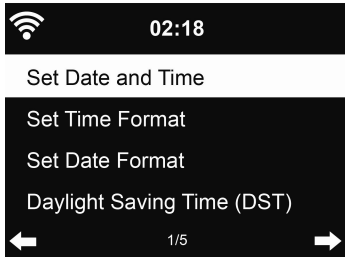 02:18
Set Date and Time
Set Time Format
Set Date Format
Daylight Saving Time (DST)
1/5